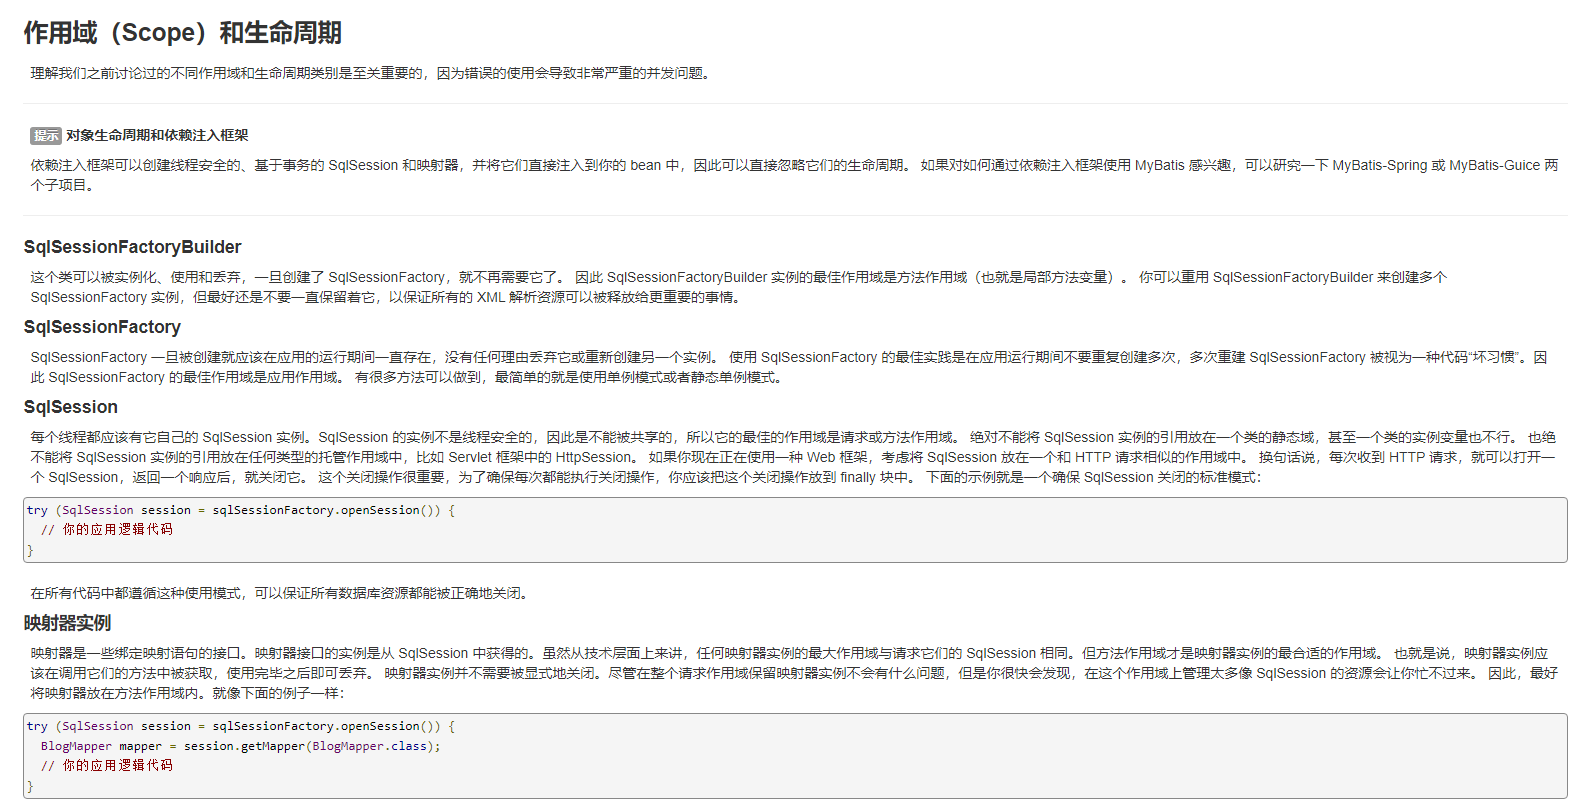 作用域（Scope）和生命周期
理解我们之前讨论过的不同作用域和生命周期类别是至关重要的，因为错误的使用会导致非常严重的并发问题。
提示 对象生命周期和依赖注入框架
依赖注入框架可以创建线程安全的、基于事务的 SqlSession 和映射器，并将它们直接注入到你的 bean 中，因此可以直接忽略它们的生命周期。 如果对如何通过依赖注入框架使用 MyBatis 感兴趣，可以研究一下 MyBatis-Spring 或 MyBatis-Guice 两
个子项目。
SqlSessionFactoryBuilder
这个类可以被实例化、使用和丢弃，一旦创建了 SqlSessionFactory，就不再需要它了。 因此 SqlSessionFactoryBuilder 实例的最佳作用域是方法作用域（也就是局部方法变量）。 你可以重用 SqlSessionFactoryBuilder 来创建多个
SqlSessionFactory 实例，但最好还是不要一直保留着它，以保证所有的 XML 解析资源可以被释放给更重要的事情。
SqlSessionFactory
SqlSessionFactory 一旦被创建就应该在应用的运行期间一直存在，没有任何理由丢弃它或重新创建另一个实例。 使用 SqlSessionFactory 的最佳实践是在应用运行期间不要重复创建多次，多次重建 SqlSessionFactory 被视为一种代码“坏习惯”。因
此 SqlSessionFactory 的最佳作用域是应用作用域。 有很多方法可以做到，最简单的就是使用单例模式或者静态单例模式。
SqlSession
每个线程都应该有它自己的 SqlSession 实例。SqlSession 的实例不是线程安全的，因此是不能被共享的，所以它的最佳的作用域是请求或方法作用域。 绝对不能将 SqlSession 实例的引用放在一个类的静态域，甚至一个类的实例变量也不行。 也绝
不能将 SqlSession 实例的引用放在任何类型的托管作用域中，比如 Servlet 框架中的 HttpSession。 如果你现在正在使用一种 Web 框架，考虑将 SqlSession 放在一个和 HTTP 请求相似的作用域中。 换句话说，每次收到 HTTP 请求，就可以打开一
个 SqlSession，返回一个响应后，就关闭它。 这个关闭操作很重要，为了确保每次都能执行关闭操作，你应该把这个关闭操作放到 finally 块中。 下面的示例就是一个确保 SqlSession 关闭的标准模式：
try (SqlSession session = sqlSessionFactory.openSession()) {
  // 你的应用逻辑代码
}
在所有代码中都遵循这种使用模式，可以保证所有数据库资源都能被正确地关闭。
映射器实例
映射器是一些绑定映射语句的接口。映射器接口的实例是从 SqlSession 中获得的。虽然从技术层面上来讲，任何映射器实例的最大作用域与请求它们的 SqlSession 相同。但方法作用域才是映射器实例的最合适的作用域。 也就是说，映射器实例应
该在调用它们的方法中被获取，使用完毕之后即可丢弃。 映射器实例并不需要被显式地关闭。尽管在整个请求作用域保留映射器实例不会有什么问题，但是你很快会发现，在这个作用域上管理太多像 SqlSession 的资源会让你忙不过来。 因此，最好
将映射器放在方法作用域内。就像下面的例子一样：
try (SqlSession session = sqlSessionFactory.openSession()) {
  BlogMapper mapper = session.getMapper(BlogMapper.class);
  // 你的应用逻辑代码
}